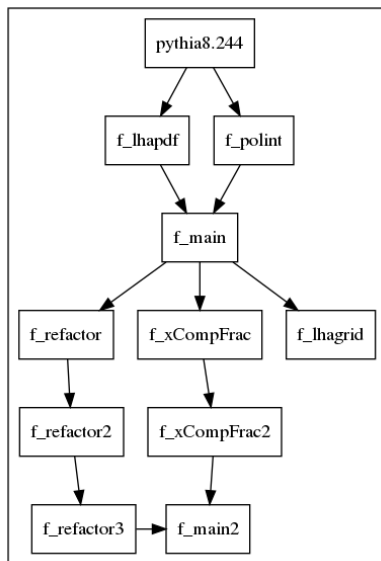 pythia8.244
f_lhapdf
f_polint
f_main
f_refactor
f_xCompFrac
f_lhagrid
f_refactor2
f_xCompFrac2
f_refactor3
f_main2